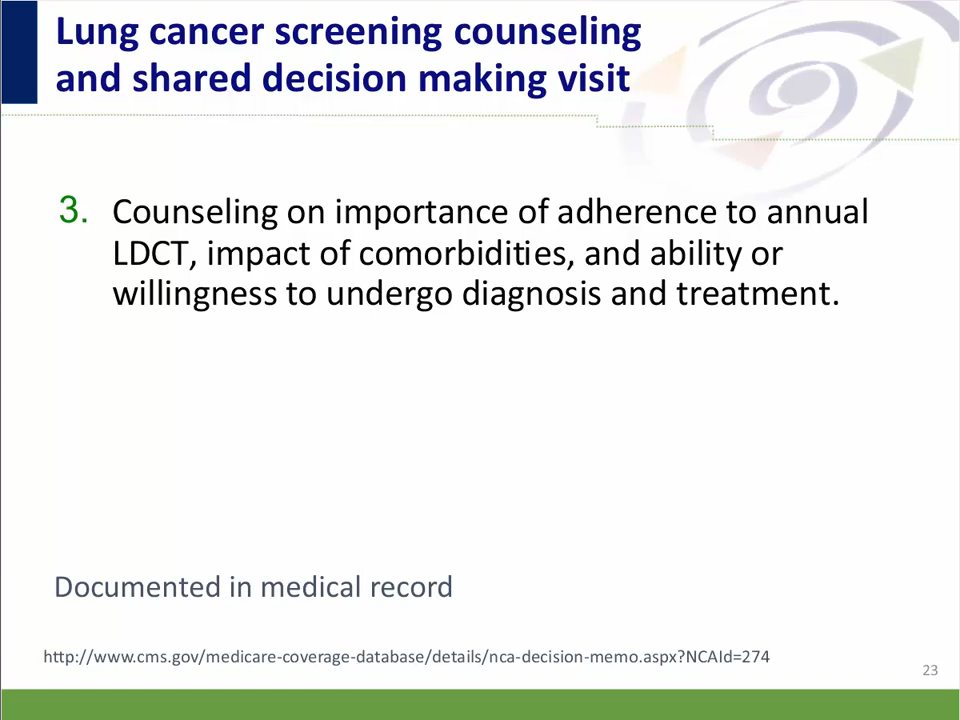 Lung cancer screening counseling
and shared decision making visit
3. Counseling on importance of adherence to annual
LDCT, impact of comorbidities, and ability or
willingness to undergo diagnosis and treatment.
Documented in medical record
http://www.cms.gov/medicare-coverage-database/details/nca-decision-memo.aspx?NCAId=274
23